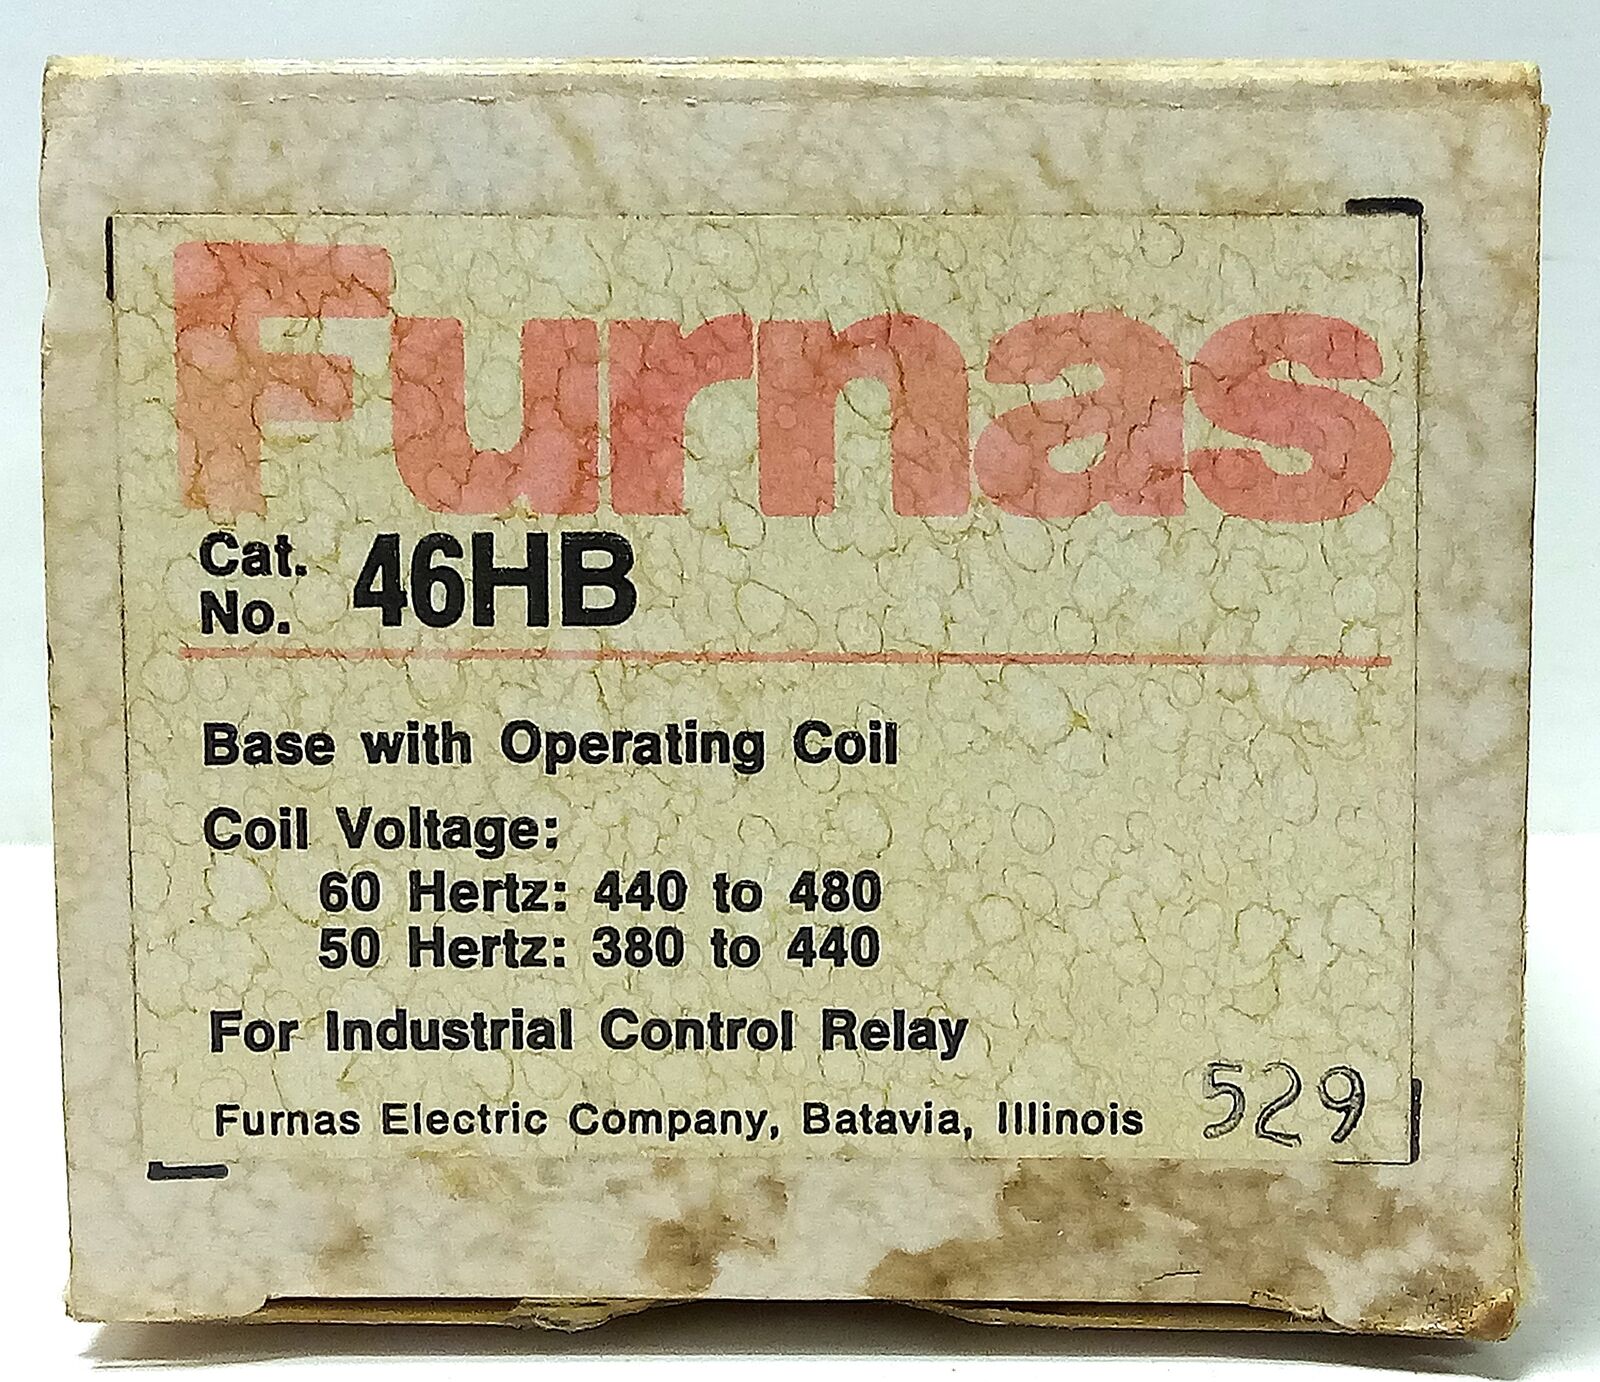 Furnas
Cat. No. 46HB
Base with Operating Coil
Coil Voltage:
60 Hertz: 440 to 480
50 Hertz: 380 to 440
For Industrial Control Relay
Furnas Electric Company, Batavia, Illinois 529